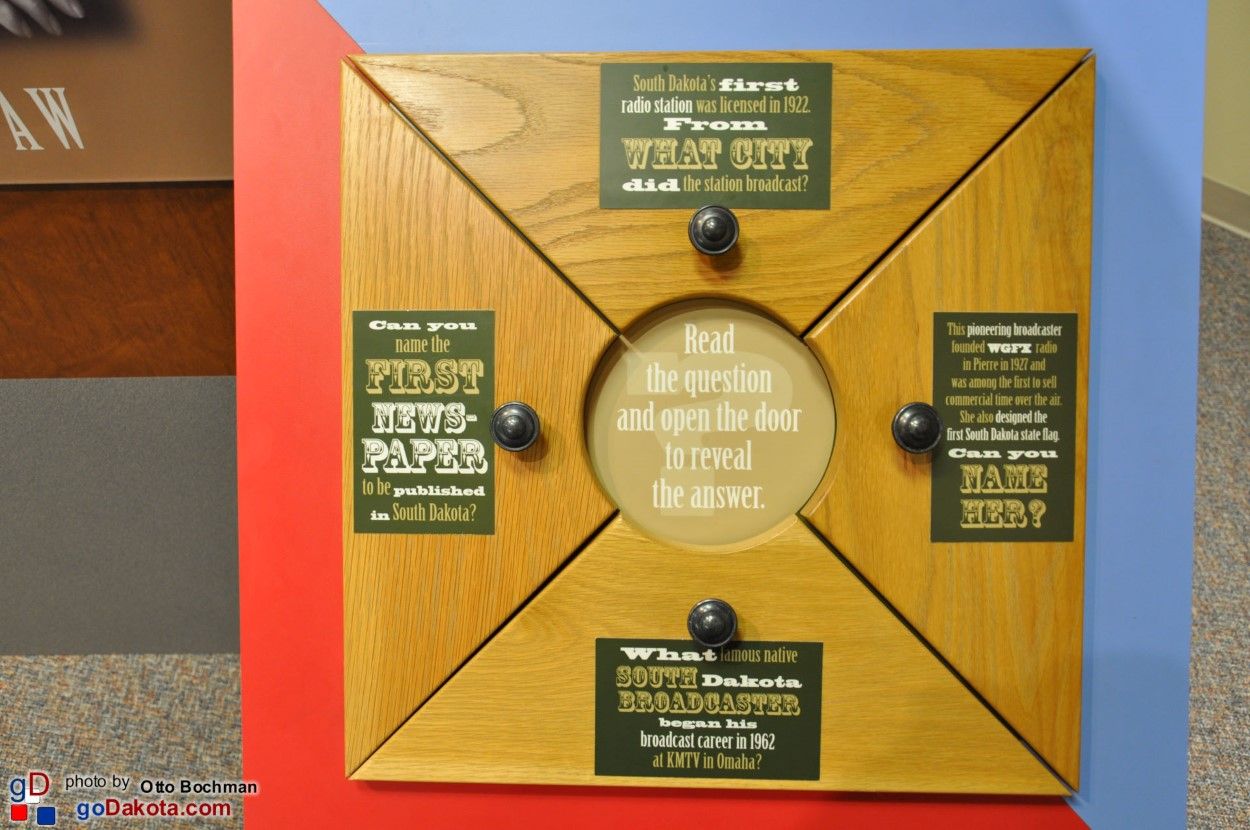 AW
South Dakota's first
radio station was licensed in 1922.
From
WHAT CITY
did the station broadcast?
Can you
name the
FIRST
NEWS-
PAPER
to be published
in South Dakota?
Read
the question
and open the door
to reveal
the answer.
This pioneering broadcaster
founded WGFX radio
in Pierre in 1927 and
was among the first to sell
commercial time over the air.
She also designed the
first South Dakota state flag.
Can you
NAME
HER?
What famous native
SOUTH Dakota
BROADCASTER
began his
broadcast career in 1962
at KMTV in Omaha?
gD photo by Otto Bochman
goDakota.com